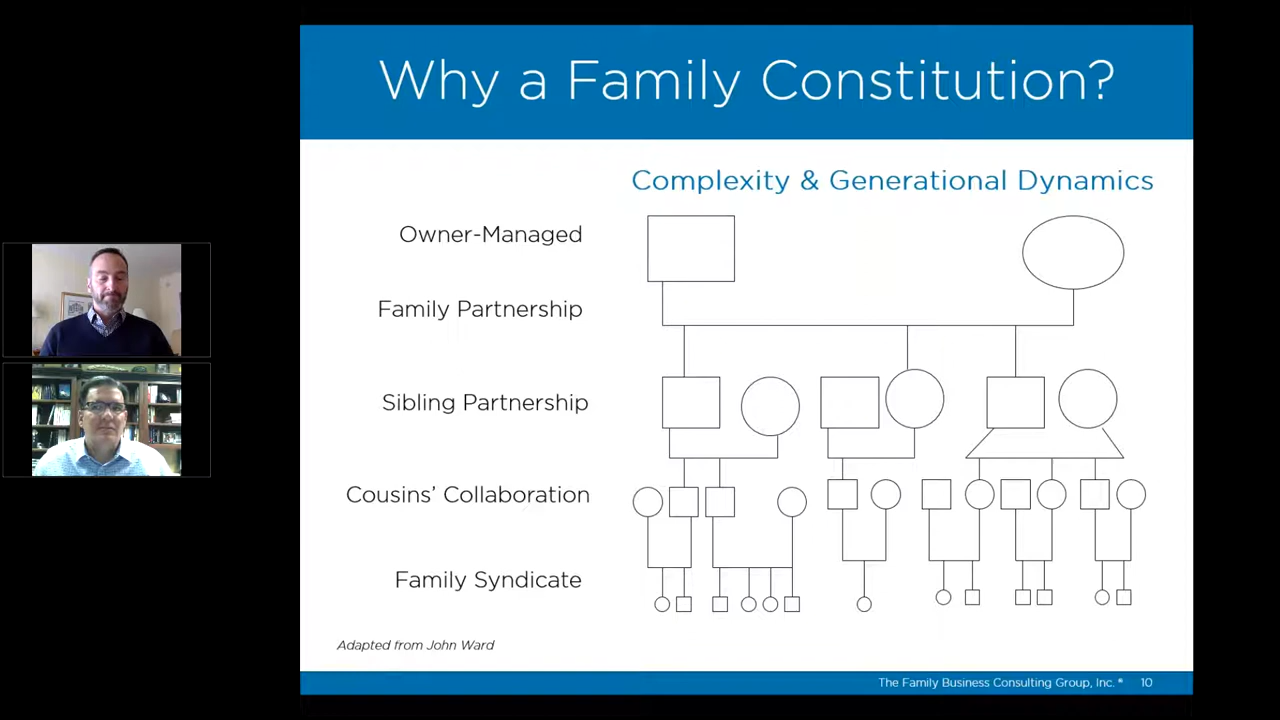 Why a Family Constitution?
Complexity & Generational Dynamics
Owner-Managed
Family Partnership
Sibling Partnership
Cousins’ Collaboration
Family Syndicate
Adapted from John Ward
The Family Business Consulting Group, Inc.® 10